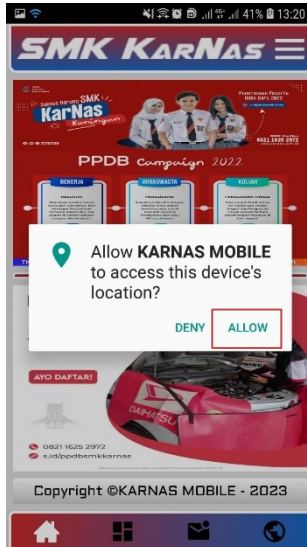 41% 13:20
SMK KARNAS
SMK
KarNas
Kuningan
Penerimaan Peserta
Didik Baru 2022
0821 1625 2972
PPDB Campaign 2022
BEKERJA
WIRASWASTA
KULIAH
Allow KARNAS MOBILE
to access this device's
location?
DENY ALLOW
AYO DAFTAR!
DAIHATSU
0821 1625 2972
s.id/ppdbsmkkarnas
Copyright ©KARNAS MOBILE - 2023